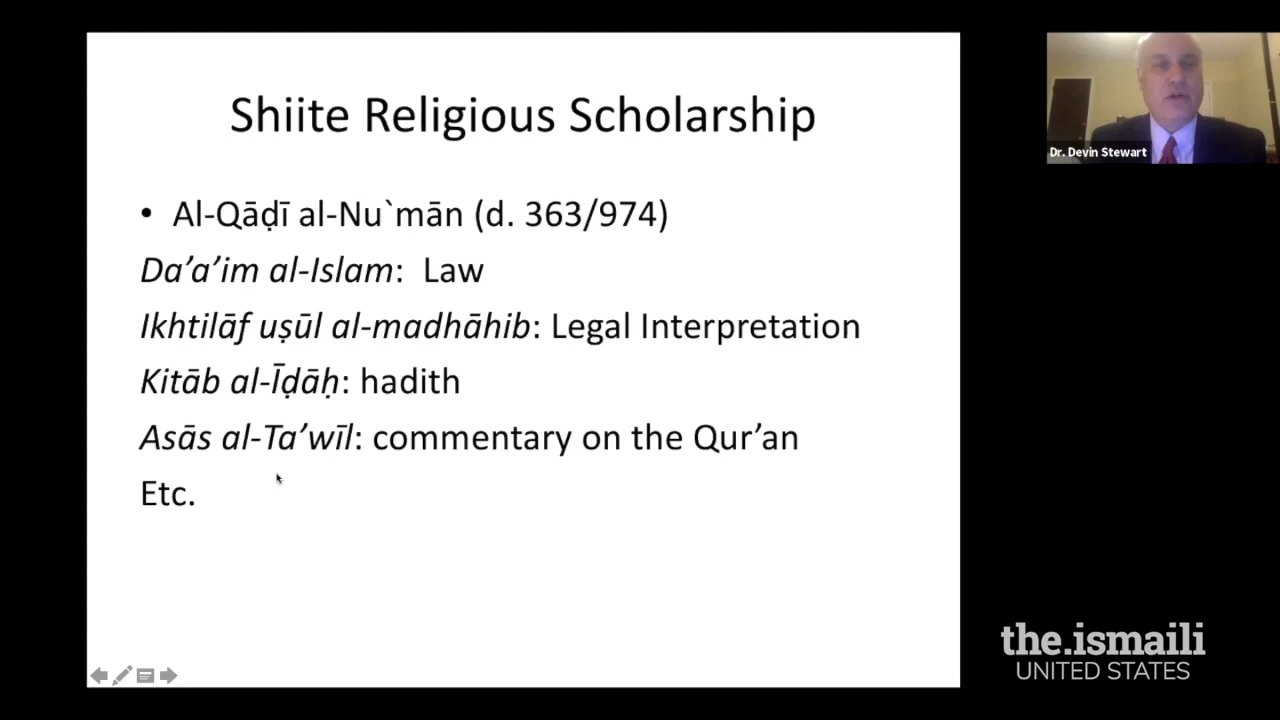 Shiite Religious Scholarship
• Al-Qāḍī al-Nu`mān (d. 363/974)
Da’a’im al-Islam: Law
Ikhtilāf uṣūl al-madhāhib: Legal Interpretation
Kitāb al-Īḍāḥ: hadith
Asās al-Ta’wīl: commentary on the Qur’an
Etc.
Dr. Devin Stewart
the.ismaili
UNITED STATES